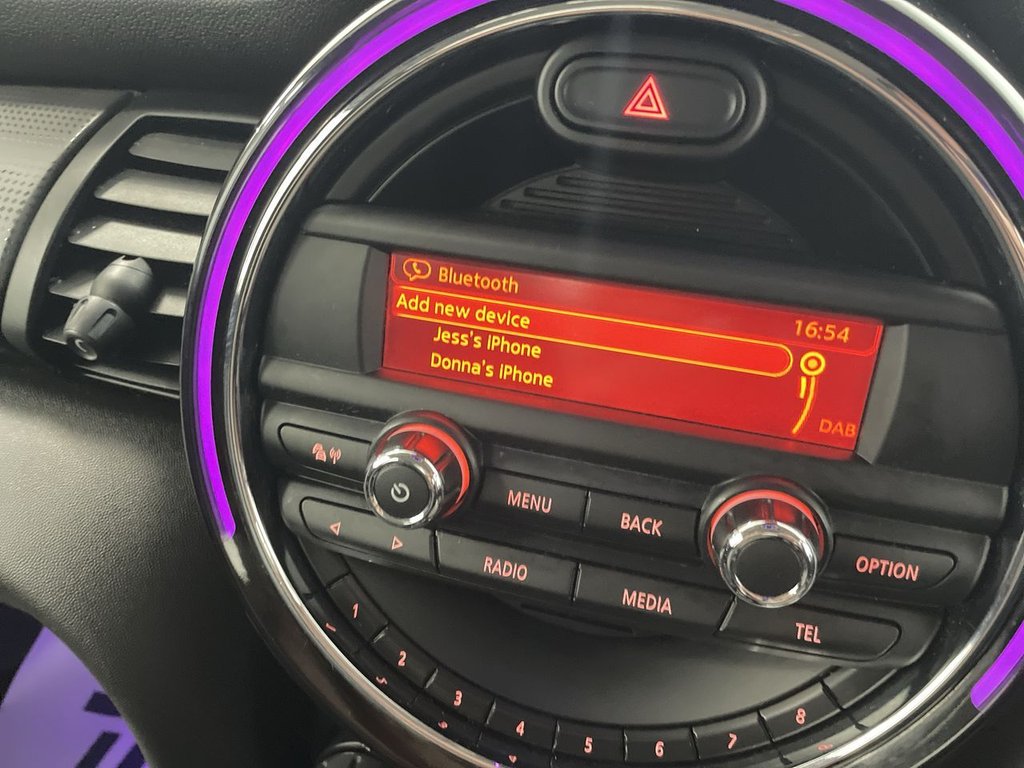 Bluetooth
16:54
Add new device
Jess's iPhone
Donna's iPhone
DAB
MENU
BACK
OPTION
RADIO
MEDIA
TEL
1
2
3
4
5
6
7
8